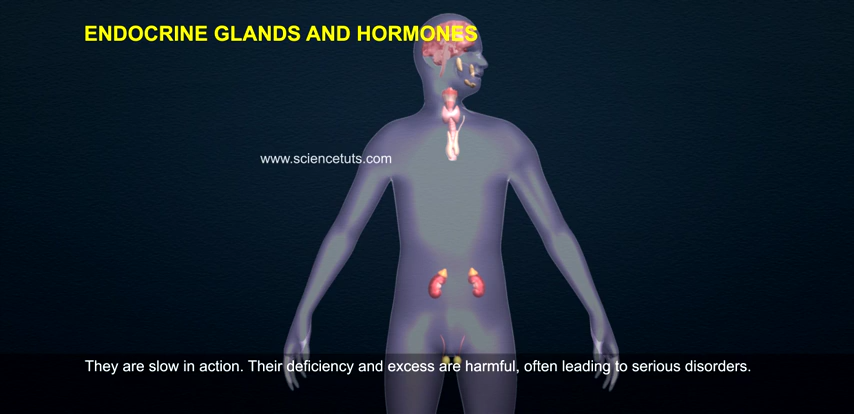 ENDOCRINE GLANDS AND HORMONES
www.sciencetuts.com
They are slow in action. Their deficiency and excess are harmful, often leading to serious disorders.